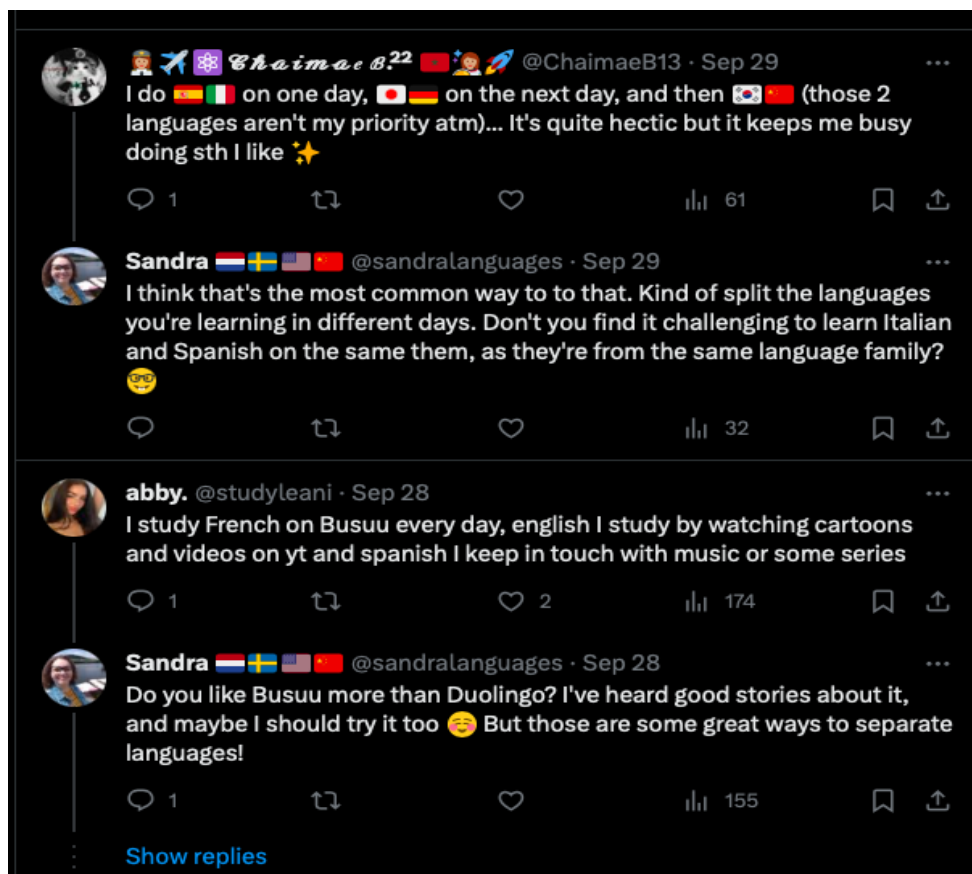 👩‍✈️✈️⚛️𝓒𝓱𝓪𝓲𝓶𝓪𝓮 𝓑.²² 🇲🇦👩‍🎤🚀 @ChaimaeB13 · Sep 29
I do 🇪🇸🇮🇹 on one day, 🇯🇵🇩🇪 on the next day, and then 🇰🇷🇨🇳 (those 2
languages aren't my priority atm)... It's quite hectic but it keeps me busy
doing sth I like ✨
1 61
Sandra 🇳🇱🇸🇪🇺🇸🇨🇳 @sandralanguages · Sep 29
I think that's the most common way to to that. Kind of split the languages
you're learning in different days. Don't you find it challenging to learn Italian
and Spanish on the same them, as they're from the same language family?
🤓
32
abby. @studyleani · Sep 28
I study French on Busuu every day, english I study by watching cartoons
and videos on yt and spanish I keep in touch with music or some series
1 2 174
Sandra 🇳🇱🇸🇪🇺🇸🇨🇳 @sandralanguages · Sep 28
Do you like Busuu more than Duolingo? I've heard good stories about it,
and maybe I should try it too ☺️ But those are some great ways to separate
languages!
1 155
Show replies